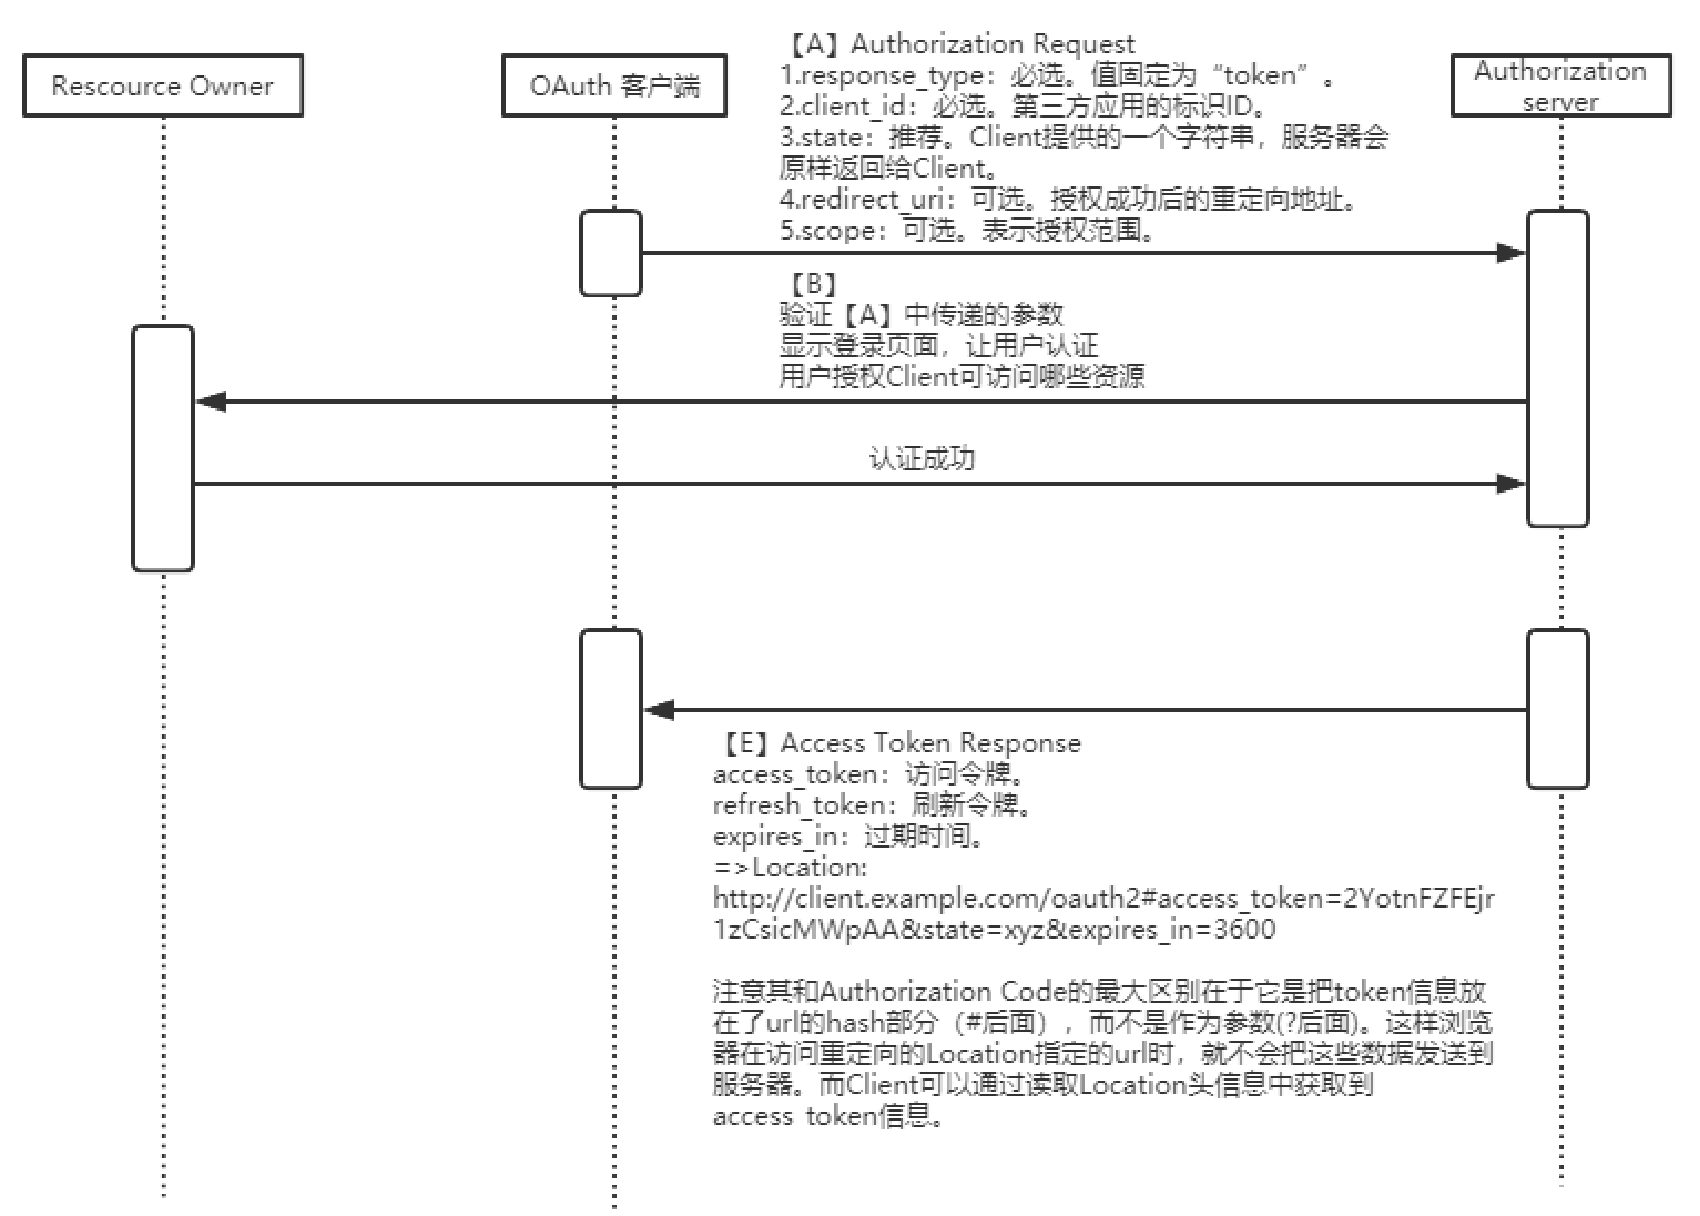 Rescource Owner
OAuth 客户端
Authorization
server
【A】Authorization Request
1.response_type：必选。值固定为“token”。
2.client_id：必选。第三方应用的标识ID。
3.state：推荐。Client提供的一个字符串，服务器会
原样返回给Client。
4.redirect_uri：可选。授权成功后的重定向地址。
5.scope：可选。表示授权范围。
【B】
验证【A】中传递的参数
显示登录页面，让用户认证
用户授权Client可访问哪些资源
认证成功
【E】Access Token Response
access_token：访问令牌。
refresh_token：刷新令牌。
expires_in：过期时间。
=>Location:
http://client.example.com/oauth2#access_token=2YotnFZFEjr
1zCsicMWpAA&state=xyz&expires_in=3600
注意其和Authorization Code的最大区别在于它是把token信息放
在了url的hash部分（#后面），而不是作为参数(?后面)。这样浏览
器在访问重定向的Location指定的url时，就不会把这些数据发送到
服务器。而Client可以通过读取Location头信息中获取到
access_token信息。